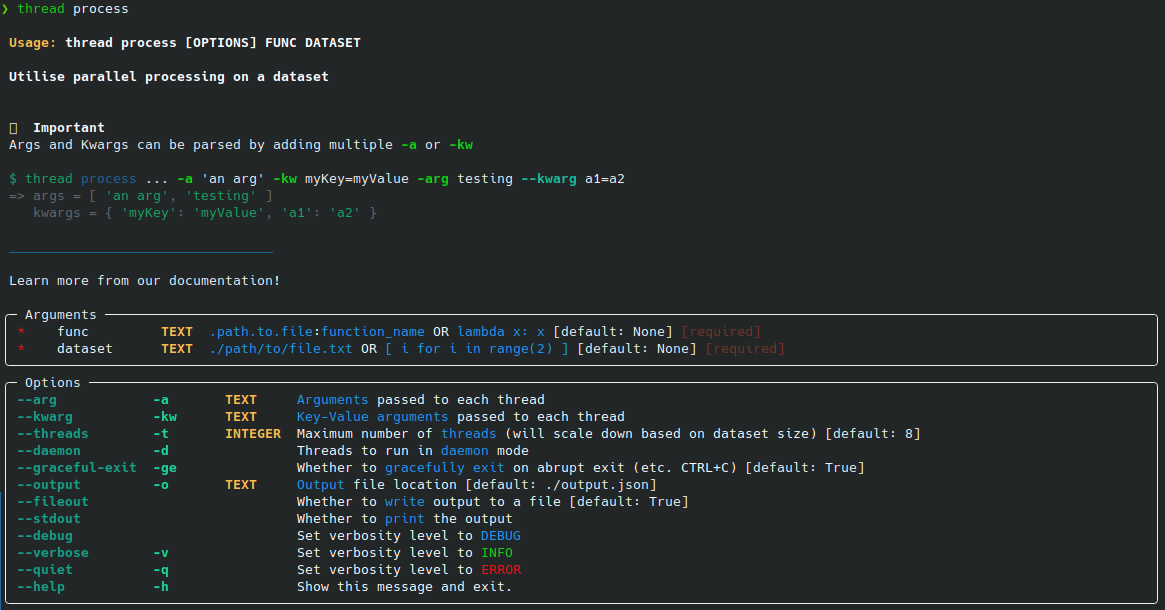 ❯ thread process
Usage: thread process [OPTIONS] FUNC DATASET
Utilise parallel processing on a dataset
Important
Args and Kwargs can be parsed by adding multiple -a or -kw
$ thread process ... -a 'an arg' -kw myKey=myValue -arg testing --kwarg a1=a2
=> args = [ 'an arg', 'testing' ]
kwargs = { 'myKey': 'myValue', 'a1': 'a2' }
Learn more from our documentation!
Arguments
* func TEXT .path.to.file:function_name OR lambda x: x [default: None] [required]
* dataset TEXT ./path/to/file.txt OR [ i for i in range(2) ] [default: None] [required]
Options
--arg -a TEXT Arguments passed to each thread
--kwarg -kw TEXT Key-Value arguments passed to each thread
--threads -t INTEGER Maximum number of threads (will scale down based on dataset size) [default: 8]
--daemon -d Threads to run in daemon mode
--graceful-exit -ge Whether to gracefully exit on abrupt exit (etc. CTRL+C) [default: True]
--output -o TEXT Output file location [default: ./output.json]
--fileout Whether to write output to a file [default: True]
--stdout Whether to print the output
--debug Set verbosity level to DEBUG
--verbose -v Set verbosity level to INFO
--quiet -q Set verbosity level to ERROR
--help -h Show this message and exit.